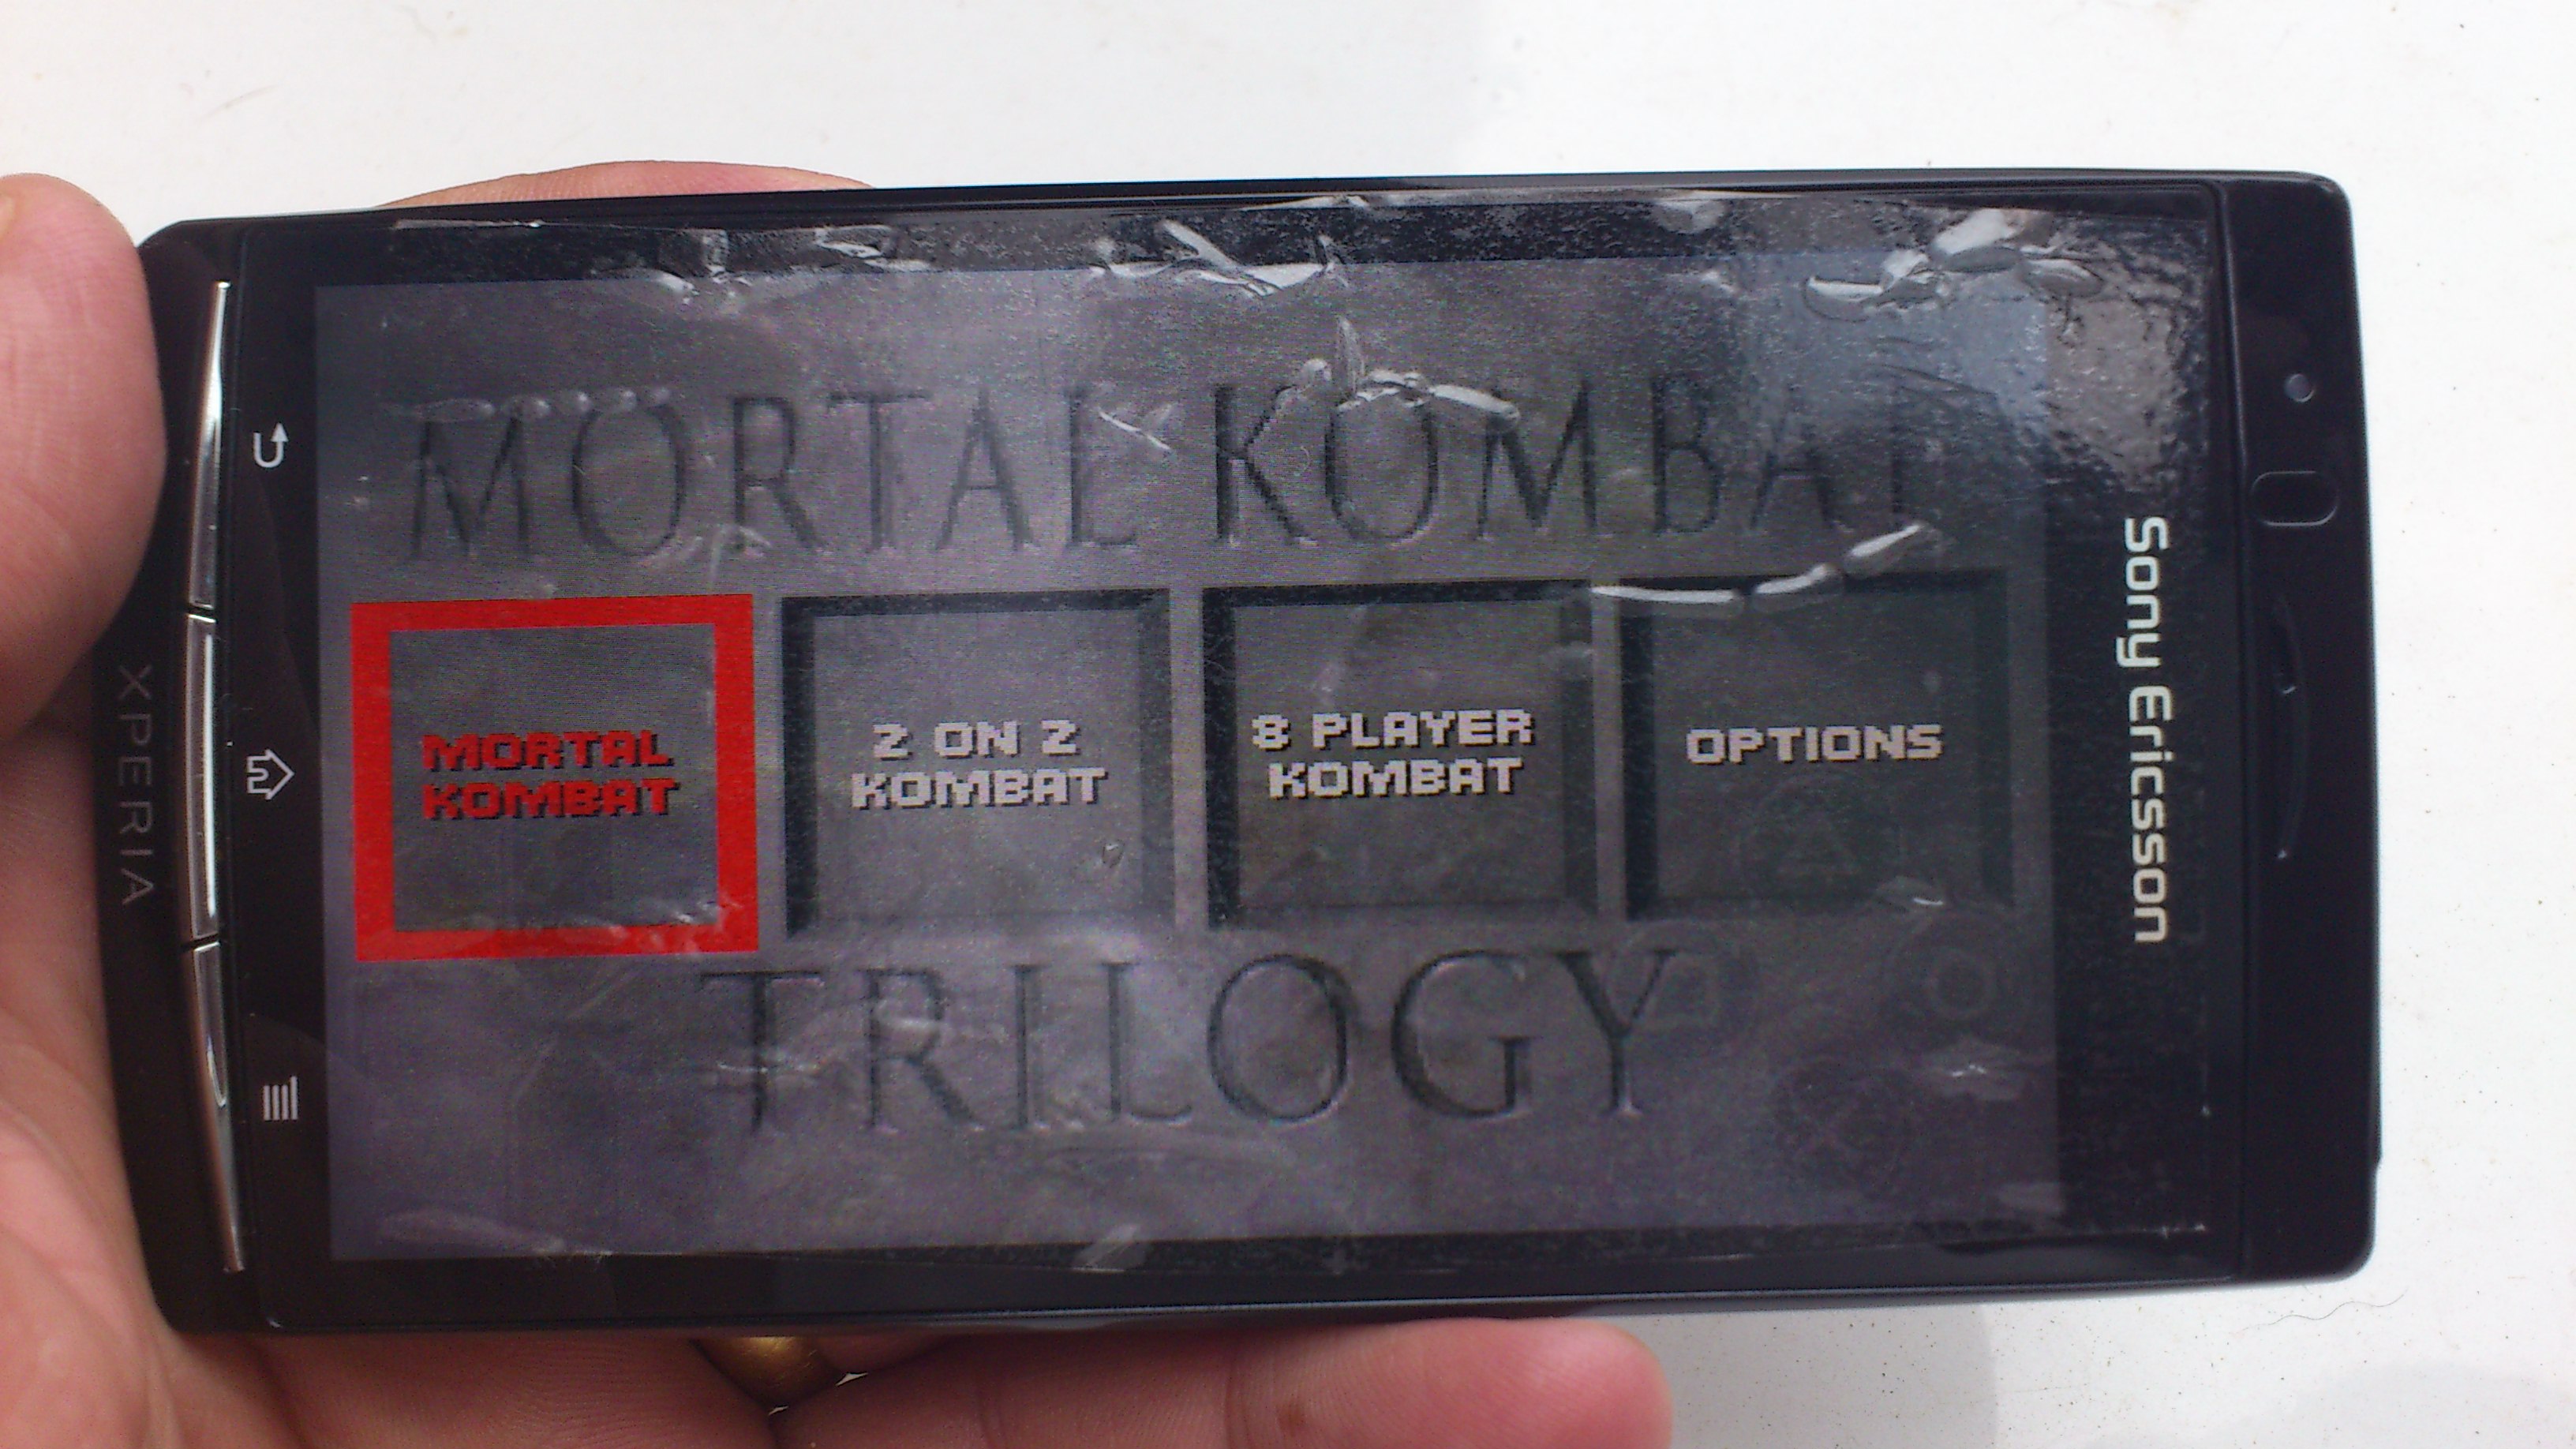 MORTAL KOMBAT
MORTAL
KOMBAT
2 ON 2
KOMBAT
8 PLAYER
KOMBAT
OPTIONS
TRILOGY
XPERIA
Sony Ericsson